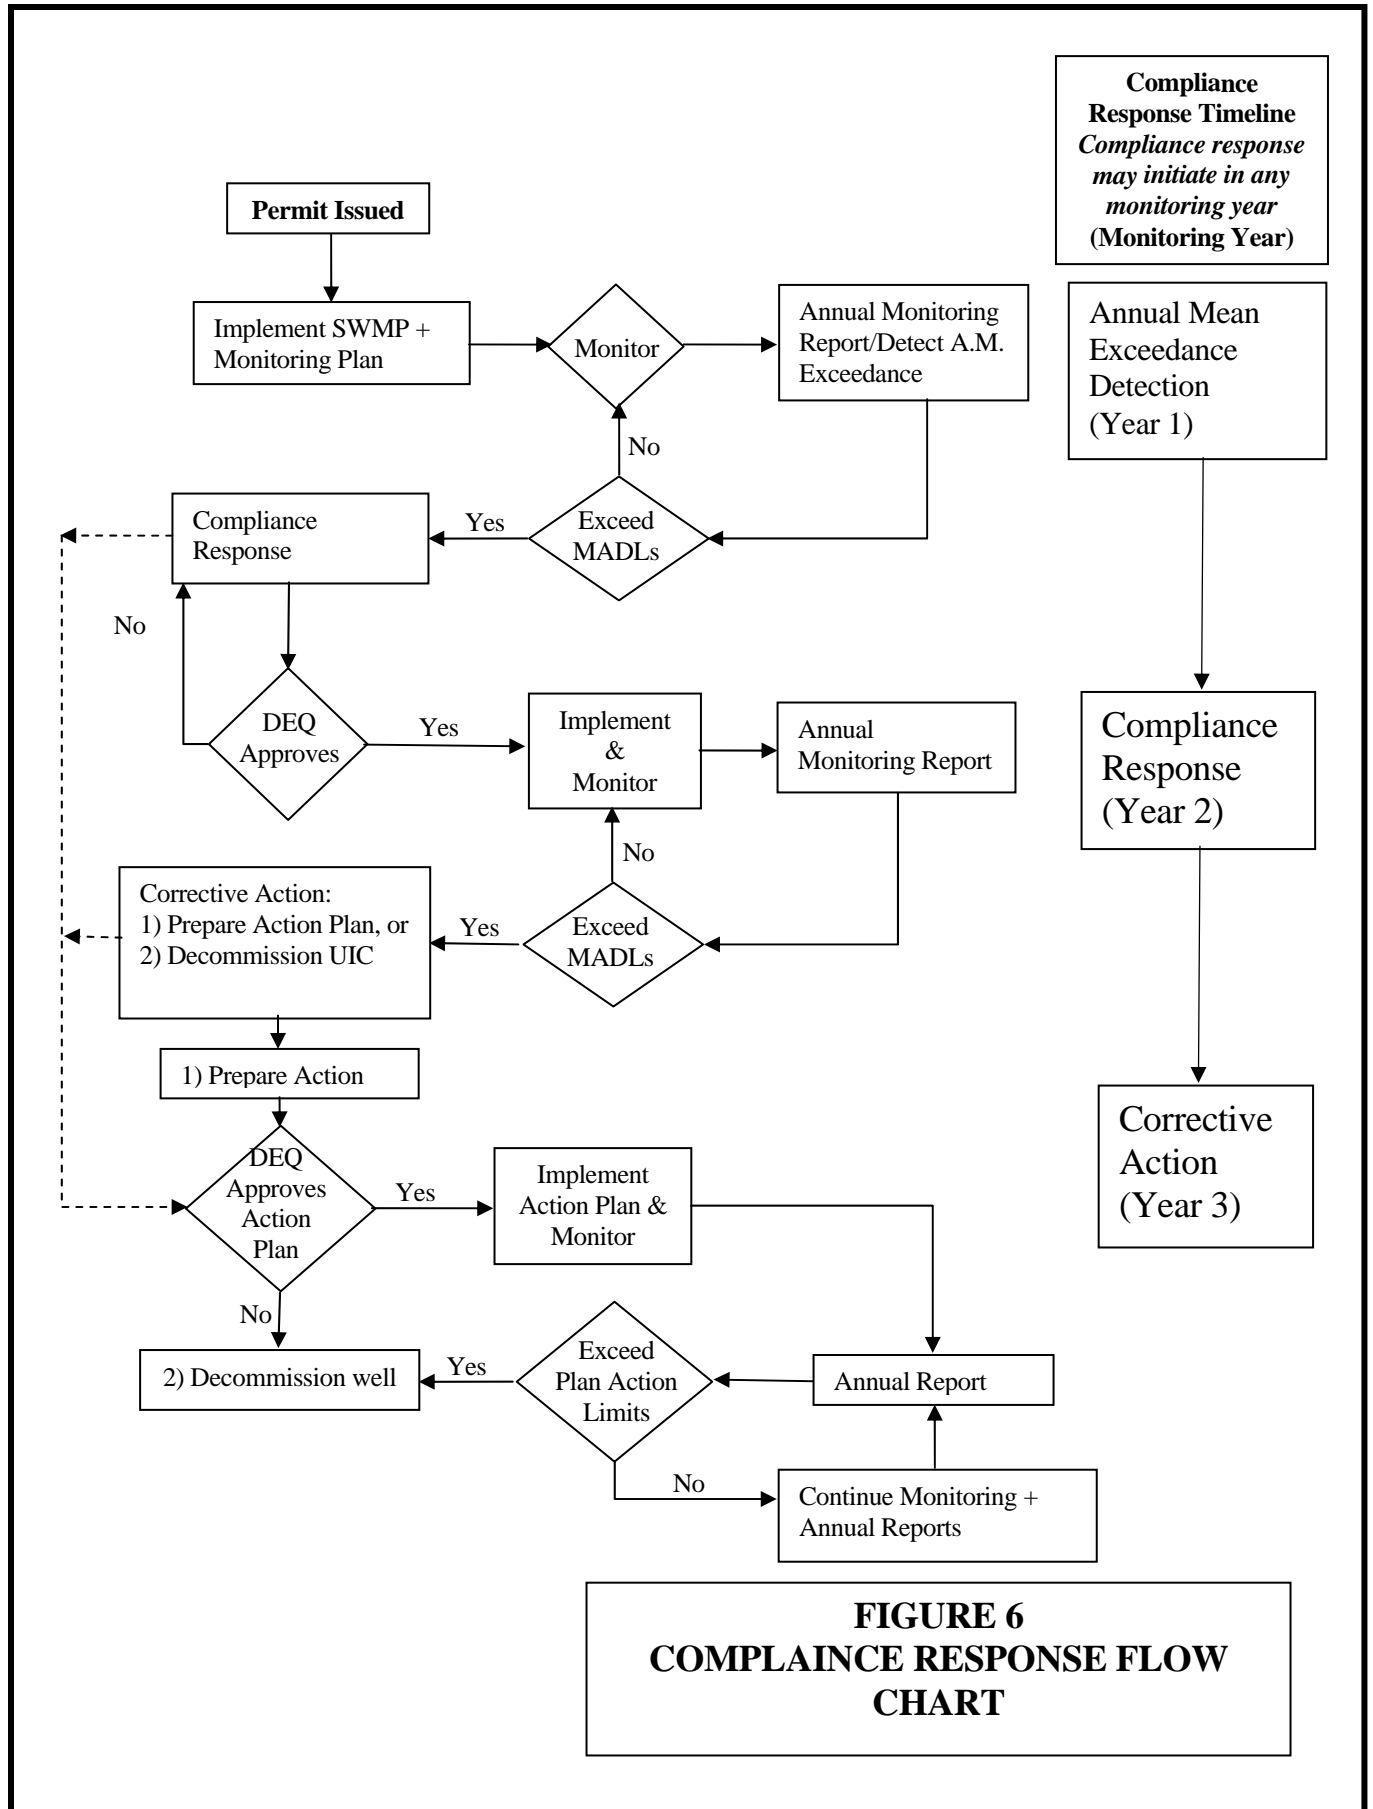 Compliance
Response Timeline
Compliance response
may initiate in any
monitoring year
(Monitoring Year)
Permit Issued
Implement SWMP +
Monitoring Plan
Monitor
Annual Monitoring
Report/Detect A.M.
Exceedance
Annual Mean
Exceedance
Detection
(Year 1)
No
Compliance
Response
Yes
Exceed
MADLs
No
DEQ
Approves
Yes
Implement
&
Monitor
Annual
Monitoring Report
Compliance
Response
(Year 2)
No
Corrective Action:
1) Prepare Action Plan, or
2) Decommission UIC
Yes
Exceed
MADLs
1) Prepare Action
DEQ
Approves
Action
Plan
Yes
Implement
Action Plan &
Monitor
Corrective
Action
(Year 3)
No
2) Decommission well
Yes
Exceed
Plan Action
Limits
Annual Report
No
Continue Monitoring +
Annual Reports
FIGURE 6
COMPLAINCE RESPONSE FLOW
CHART